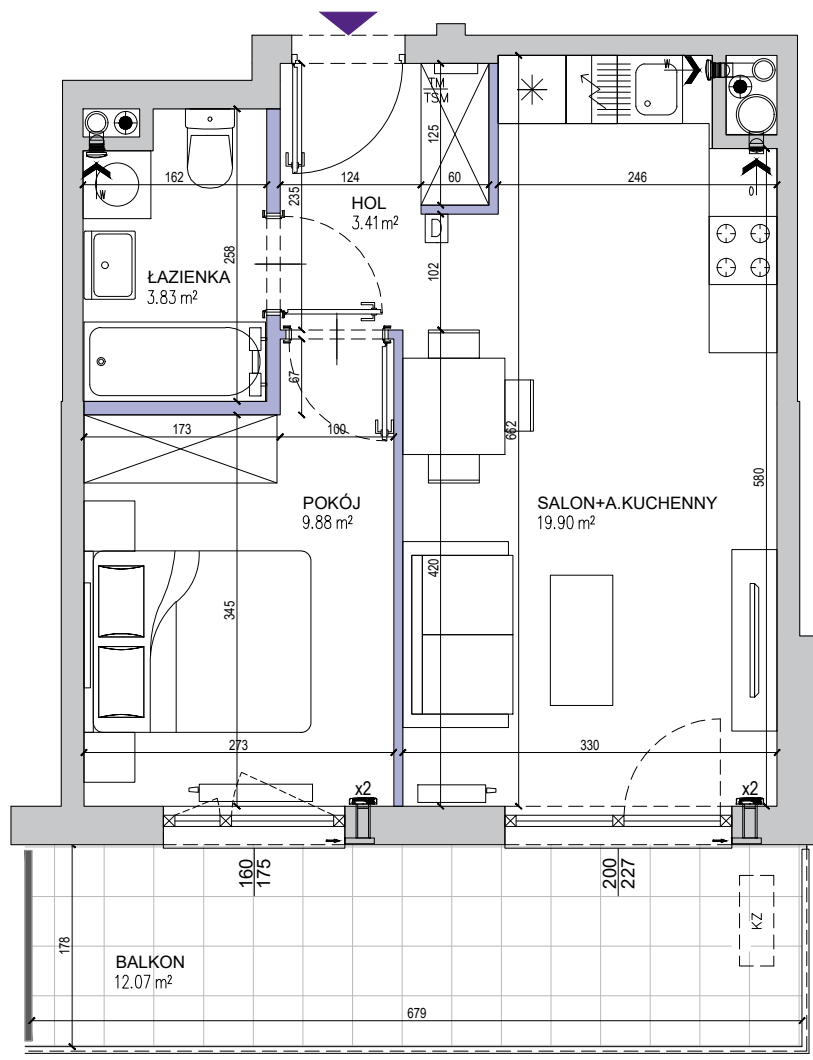 TM
TSM
W
125
162
124
60
246
W
O
235
HOL
3.41 m²
D
258
102
ŁAZIENKA
3.83 m²
67
173
100
662
580
POKÓJ
9.88 m²
SALON+A.KUCHENNY
19.90 m²
420
345
273
330
x2
x2
160
175
200
227
KZ
178
BALKON
12.07 m²
679